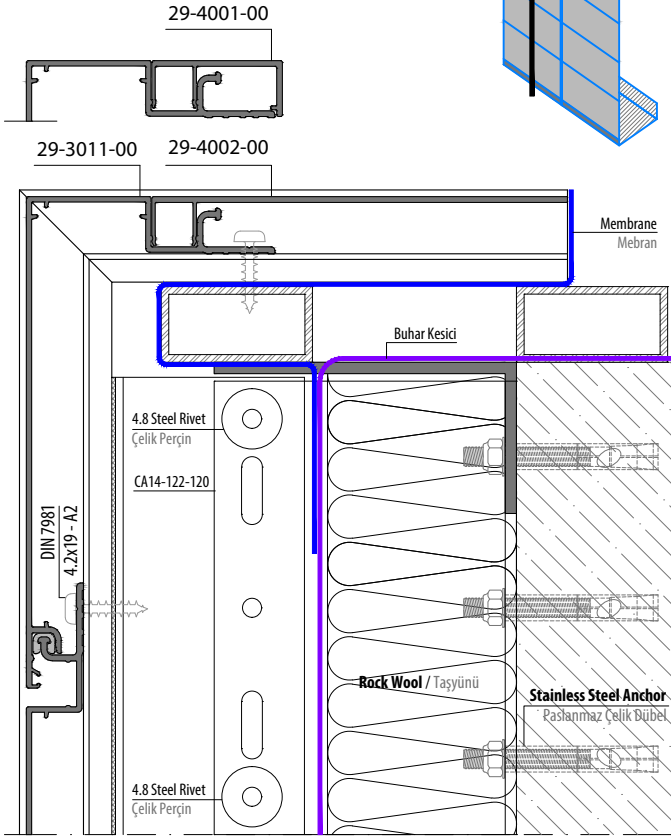 29-4001-00
29-3011-00
29-4002-00
Membrane
Mebran
Buhar Kesici
4.8 Steel Rivet
Çelik Perçin
CA14-122-120
DIN 7981
4.2x19 - A2
Rock Wool / Taşyünü
Stainless Steel Anchor
Paslanmaz Çelik Dübel
4.8 Steel Rivet
Çelik Perçin